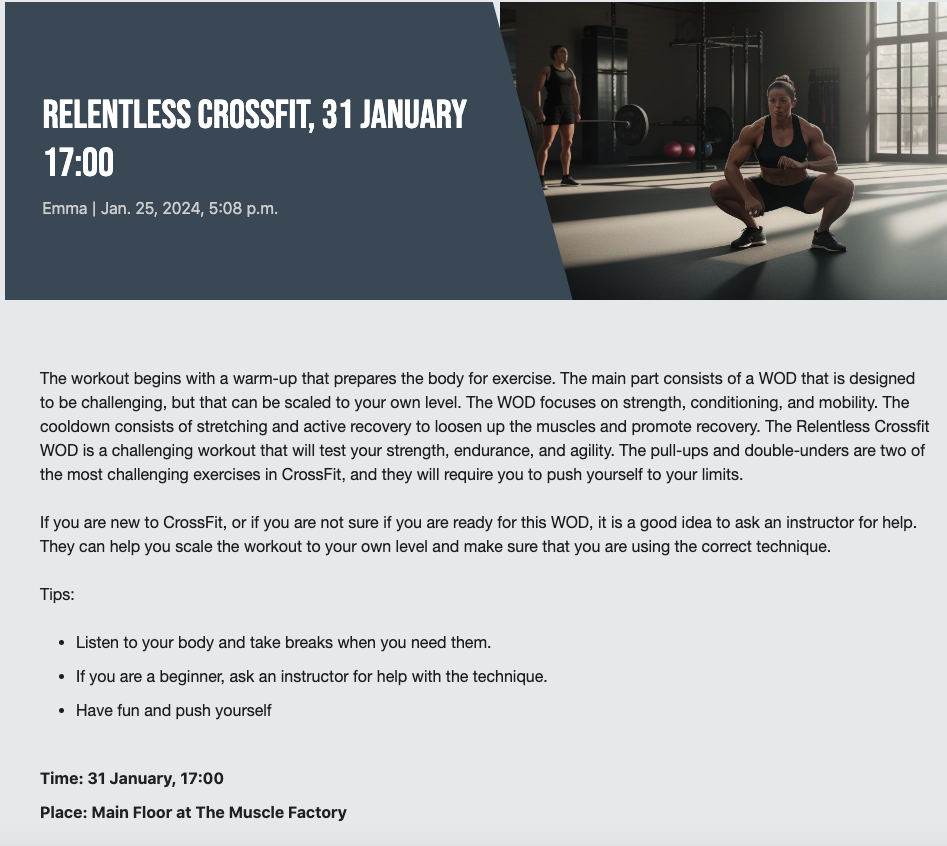 RELENTLESS CROSSFIT, 31 JANUARY
17:00
Emma | Jan. 25, 2024, 5:08 p.m.
The workout begins with a warm-up that prepares the body for exercise. The main part consists of a WOD that is designed
to be challenging, but that can be scaled to your own level. The WOD focuses on strength, conditioning, and mobility. The
cooldown consists of stretching and active recovery to loosen up the muscles and promote recovery. The Relentless Crossfit
WOD is a challenging workout that will test your strength, endurance, and agility. The pull-ups and double-unders are two of
the most challenging exercises in CrossFit, and they will require you to push yourself to your limits.
If you are new to CrossFit, or if you are not sure if you are ready for this WOD, it is a good idea to ask an instructor for help.
They can help you scale the workout to your own level and make sure that you are using the correct technique.
Tips:
• Listen to your body and take breaks when you need them.
• If you are a beginner, ask an instructor for help with the technique.
• Have fun and push yourself
Time: 31 January, 17:00
Place: Main Floor at The Muscle Factory